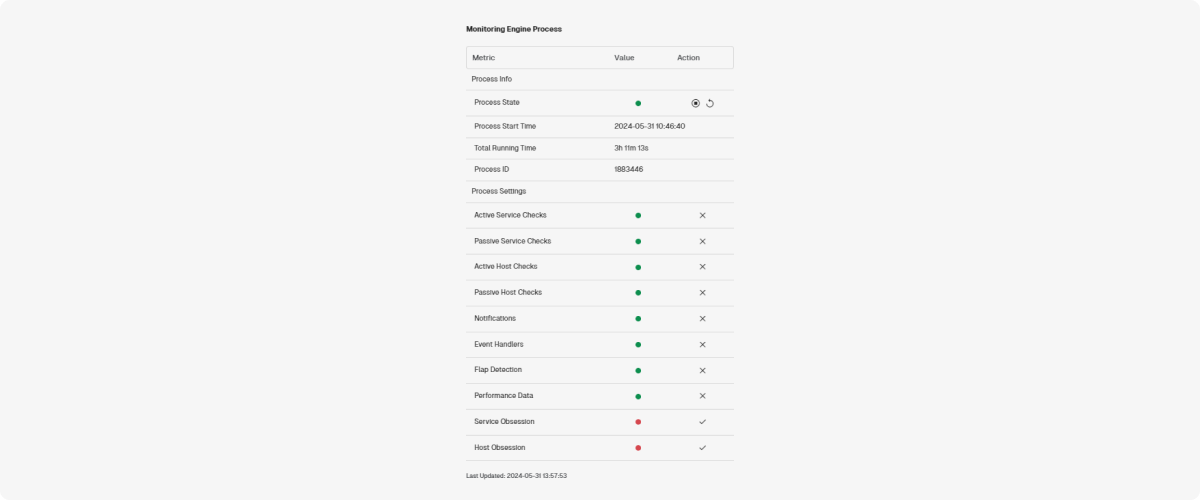 Monitoring Engine Process
Metric Value Action
Process Info
Process State
Process Start Time 2024-05-31 10:46:40
Total Running Time 3h 11m 13s
Process ID 1883446
Process Settings
Active Service Checks
Passive Service Checks
Active Host Checks
Passive Host Checks
Notifications
Event Handlers
Flap Detection
Performance Data
Service Obsession
Host Obsession
Last Updated: 2024-05-31 13:57:53